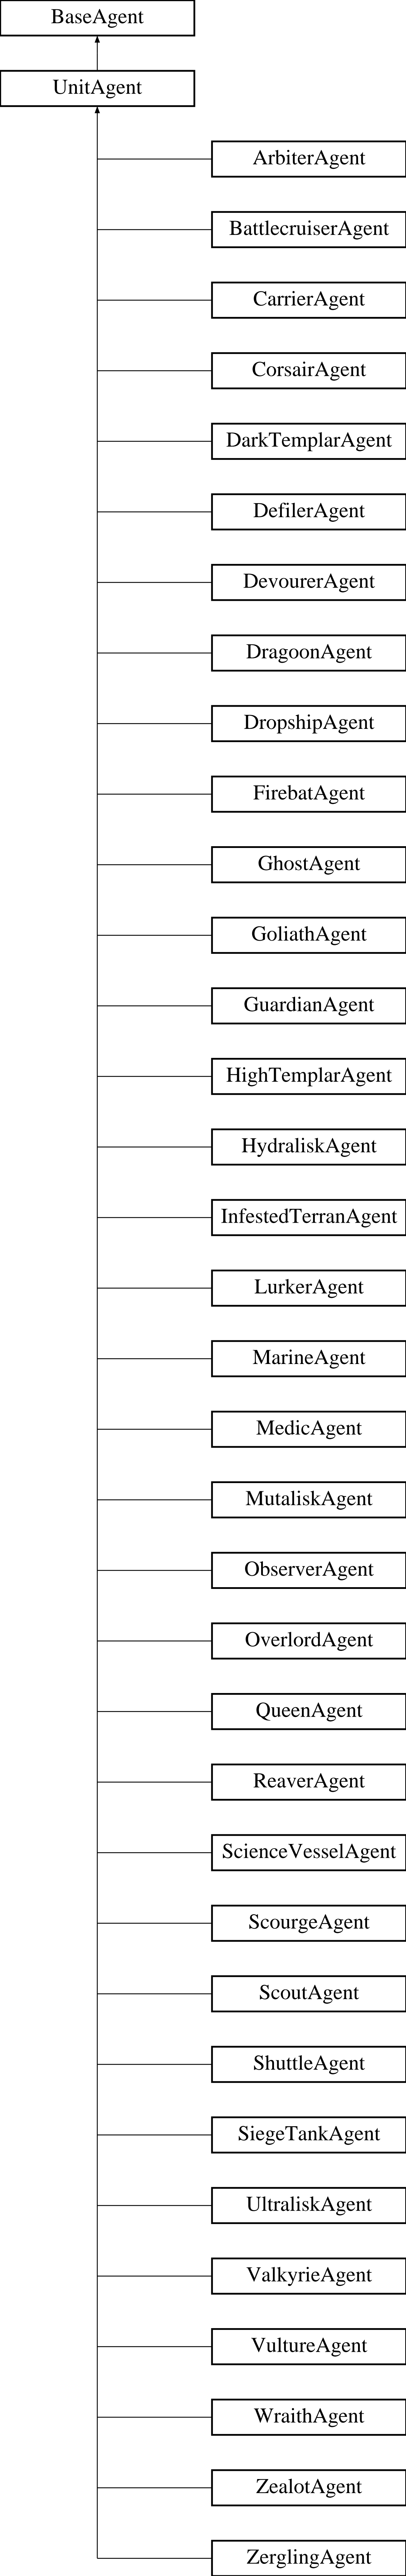 BaseAgent
UnitAgent
ArbiterAgent
BattlecruiserAgent
CarrierAgent
CorsairAgent
DarkTemplarAgent
DefilerAgent
DevourerAgent
DragoonAgent
DropshipAgent
FirebatAgent
GhostAgent
GoliathAgent
GuardianAgent
HighTemplarAgent
HydraliskAgent
InfestedTerranAgent
LurkerAgent
MarineAgent
MedicAgent
MutaliskAgent
ObserverAgent
OverlordAgent
QueenAgent
ReaverAgent
ScienceVesselAgent
ScourgeAgent
ScoutAgent
ShuttleAgent
SiegeTankAgent
UltraliskAgent
ValkyrieAgent
VultureAgent
WraithAgent
ZealotAgent
ZerglingAgent